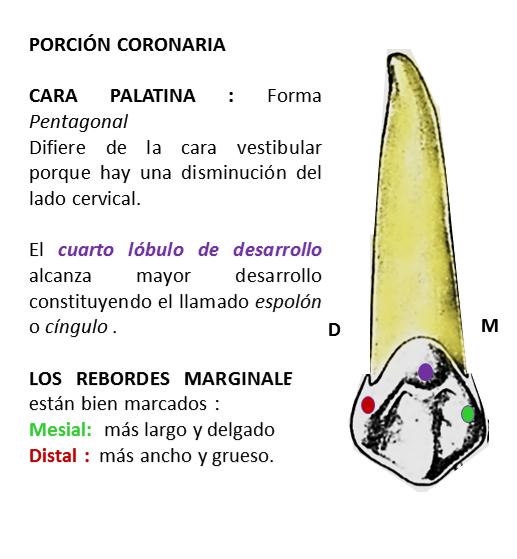 PORCIÓN CORONARIA
CARA PALATINA : Forma
Pentagonal
Difiere de la cara vestibular
porque hay una disminución del
lado cervical.
El cuarto lóbulo de desarrollo
alcanza mayor desarrollo
constituyendo el llamado espolón
o cíngulo .
D
M
LOS REBORDES MARGINALE
están bien marcados :
Mesial: más largo y delgado
Distal : más ancho y grueso.